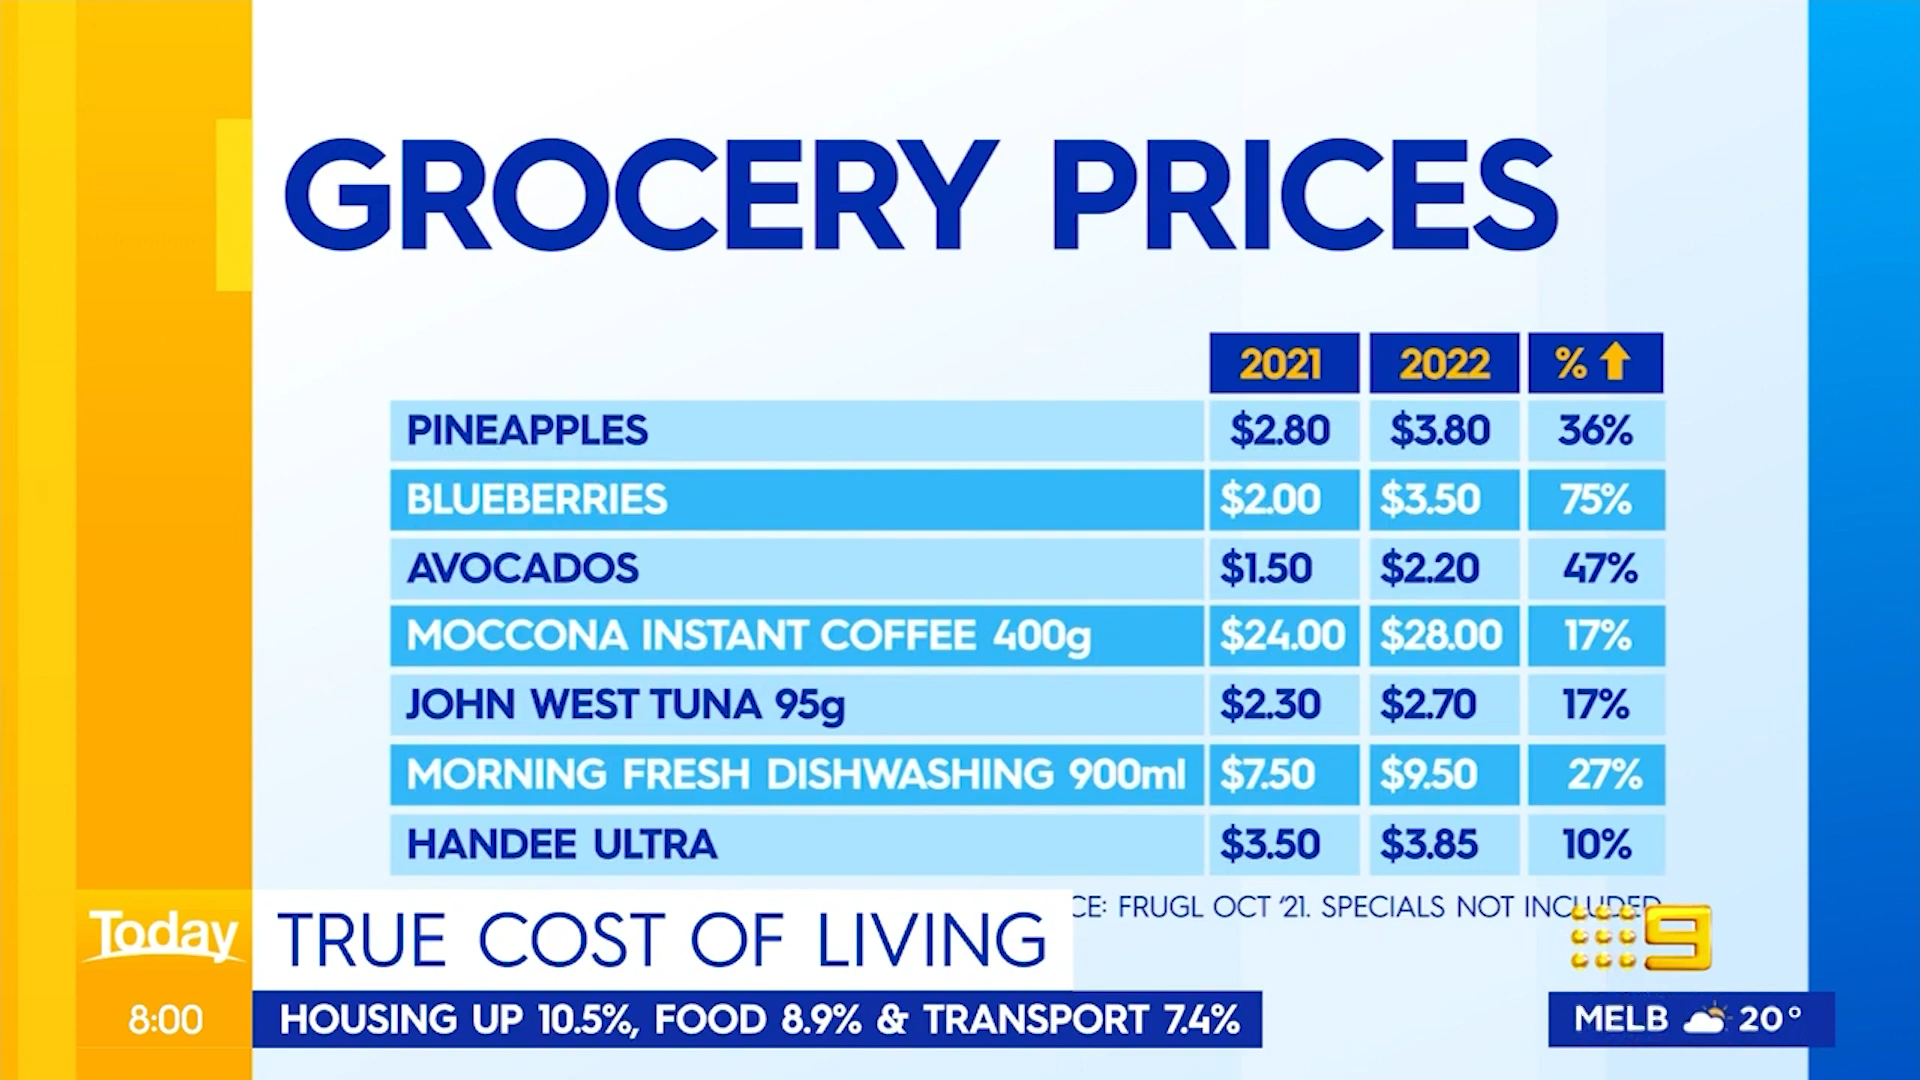 GROCERY PRICES
2021 2022 %
PINEAPPLES $2.80 $3.80 36%
BLUEBERRIES $2.00 $3.50 75%
AVOCADOS $1.50 $2.20 47%
MOCCONA INSTANT COFFEE 400g $24.00 $28.00 17%
JOHN WEST TUNA 95g $2.30 $2.70 17%
MORNING FRESH DISHWASHING 900ml $7.50 $9.50 27%
HANDEE ULTRA $3.50 $3.85 10%
CE: FRUGL OCT '21. SPECIALS NOT INCLUDED
Today TRUE COST OF LIVING 9
8:00 HOUSING UP 10.5%, FOOD 8.9% & TRANSPORT 7.4% MELB 20°